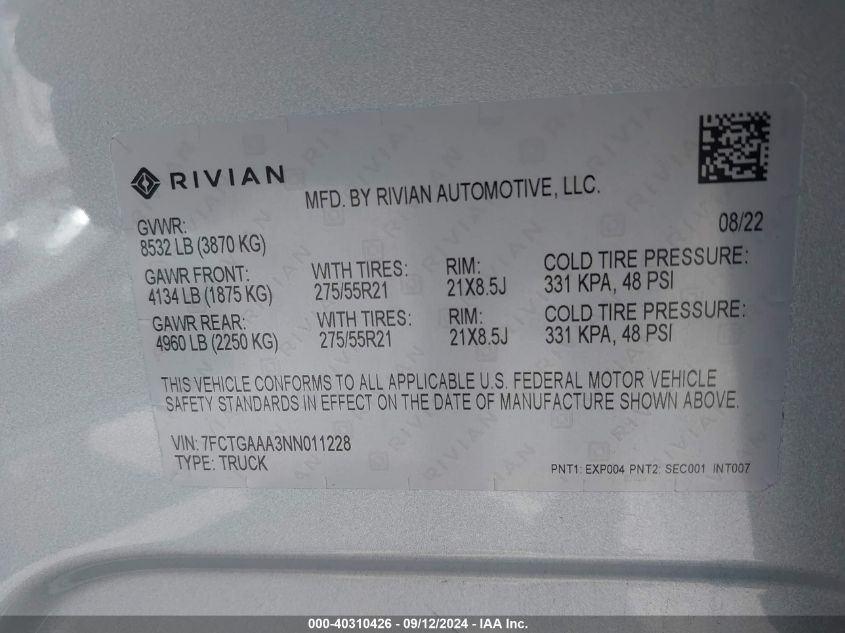 RIVIAN
MFD. BY RIVIAN AUTOMOTIVE, LLC.
08/22
GVWR:
8532 LB (3870 KG)
GAWR FRONT: WITH TIRES: RIM: COLD TIRE PRESSURE:
4134 LB (1875 KG) 275/55R21 21X8.5J 331 KPA, 48 PSI
GAWR REAR: WITH TIRES: RIM: COLD TIRE PRESSURE:
4960 LB (2250 KG) 275/55R21 21X8.5J 331 KPA, 48 PSI
THIS VEHICLE CONFORMS TO ALL APPLICABLE U.S. FEDERAL MOTOR VEHICLE
SAFETY STANDARDS IN EFFECT ON THE DATE OF MANUFACTURE SHOWN ABOVE.
VIN: 7FCTGAAA3NN011228
TYPE: TRUCK
PNT1: EXP004 PNT2: SEC001 INT007
000-40310426 - 09/12/2024 - IAA Inc.